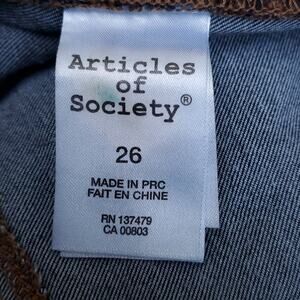 Articles
of
Society®
26
MADE IN PRC
FAIT EN CHINE
RN 137479
CA 00803